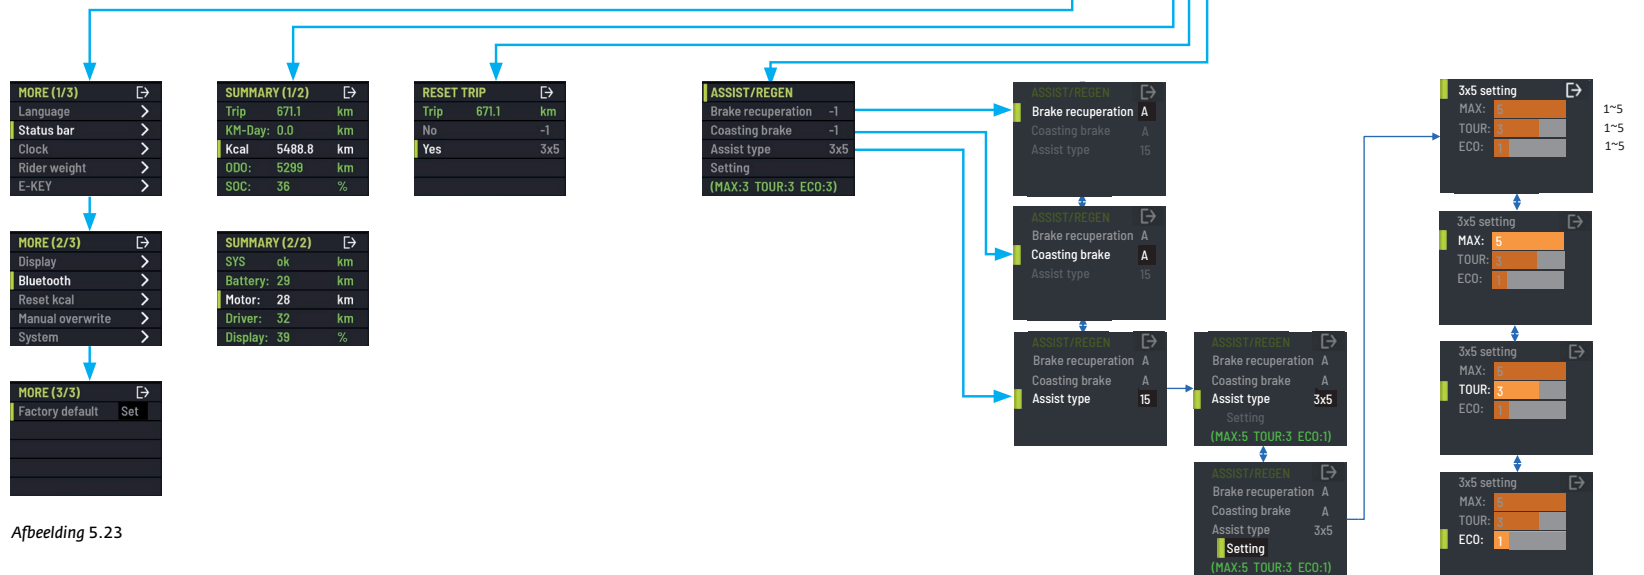 MORE (1/3)
Language
Status bar
Clock
Rider weight
E-KEY
MORE (2/3)
Display
Bluetooth
Reset kcal
Manual overwrite
System
MORE (3/3)
Factory default Set
Afbeelding 5.23
SUMMARY (1/2)
Trip 671.1 km
KM-Day: 0.0 km
Kcal 5488.8 km
ODO: 5299 km
SOC: 36 %
SUMMARY (2/2)
SYS ok km
Battery: 29 km
Motor: 28 km
Driver: 32 km
Display: 39 %
RESET TRIP
Trip 671.1 km
No -1
Yes 3x5
ASSIST/REGEN
Brake recuperation -1
Coasting brake -1
Assist type 3x5
Setting
(MAX:3 TOUR:3 ECO:3)
ASSIST/REGEN
Brake recuperation A
Coasting brake A
Assist type 15
ASSIST/REGEN
Brake recuperation A
Coasting brake A
Assist type 15
ASSIST/REGEN
Brake recuperation A
Coasting brake A
Assist type 15
ASSIST/REGEN
Brake recuperation A
Coasting brake A
Assist type 3x5
Setting
(MAX:5 TOUR:3 ECO:1)
ASSIST/REGEN
Brake recuperation A
Coasting brake A
Assist type 3x5
Setting
(MAX:5 TOUR:3 ECO:1)
3x5 setting
MAX: 5 1~5
TOUR: 3 1~5
ECO: 1 1~5
3x5 setting
MAX: 5
TOUR: 3
ECO: 1
3x5 setting
MAX: 5
TOUR: 3
ECO: 1
3x5 setting
MAX: 5
TOUR: 3
ECO: 1